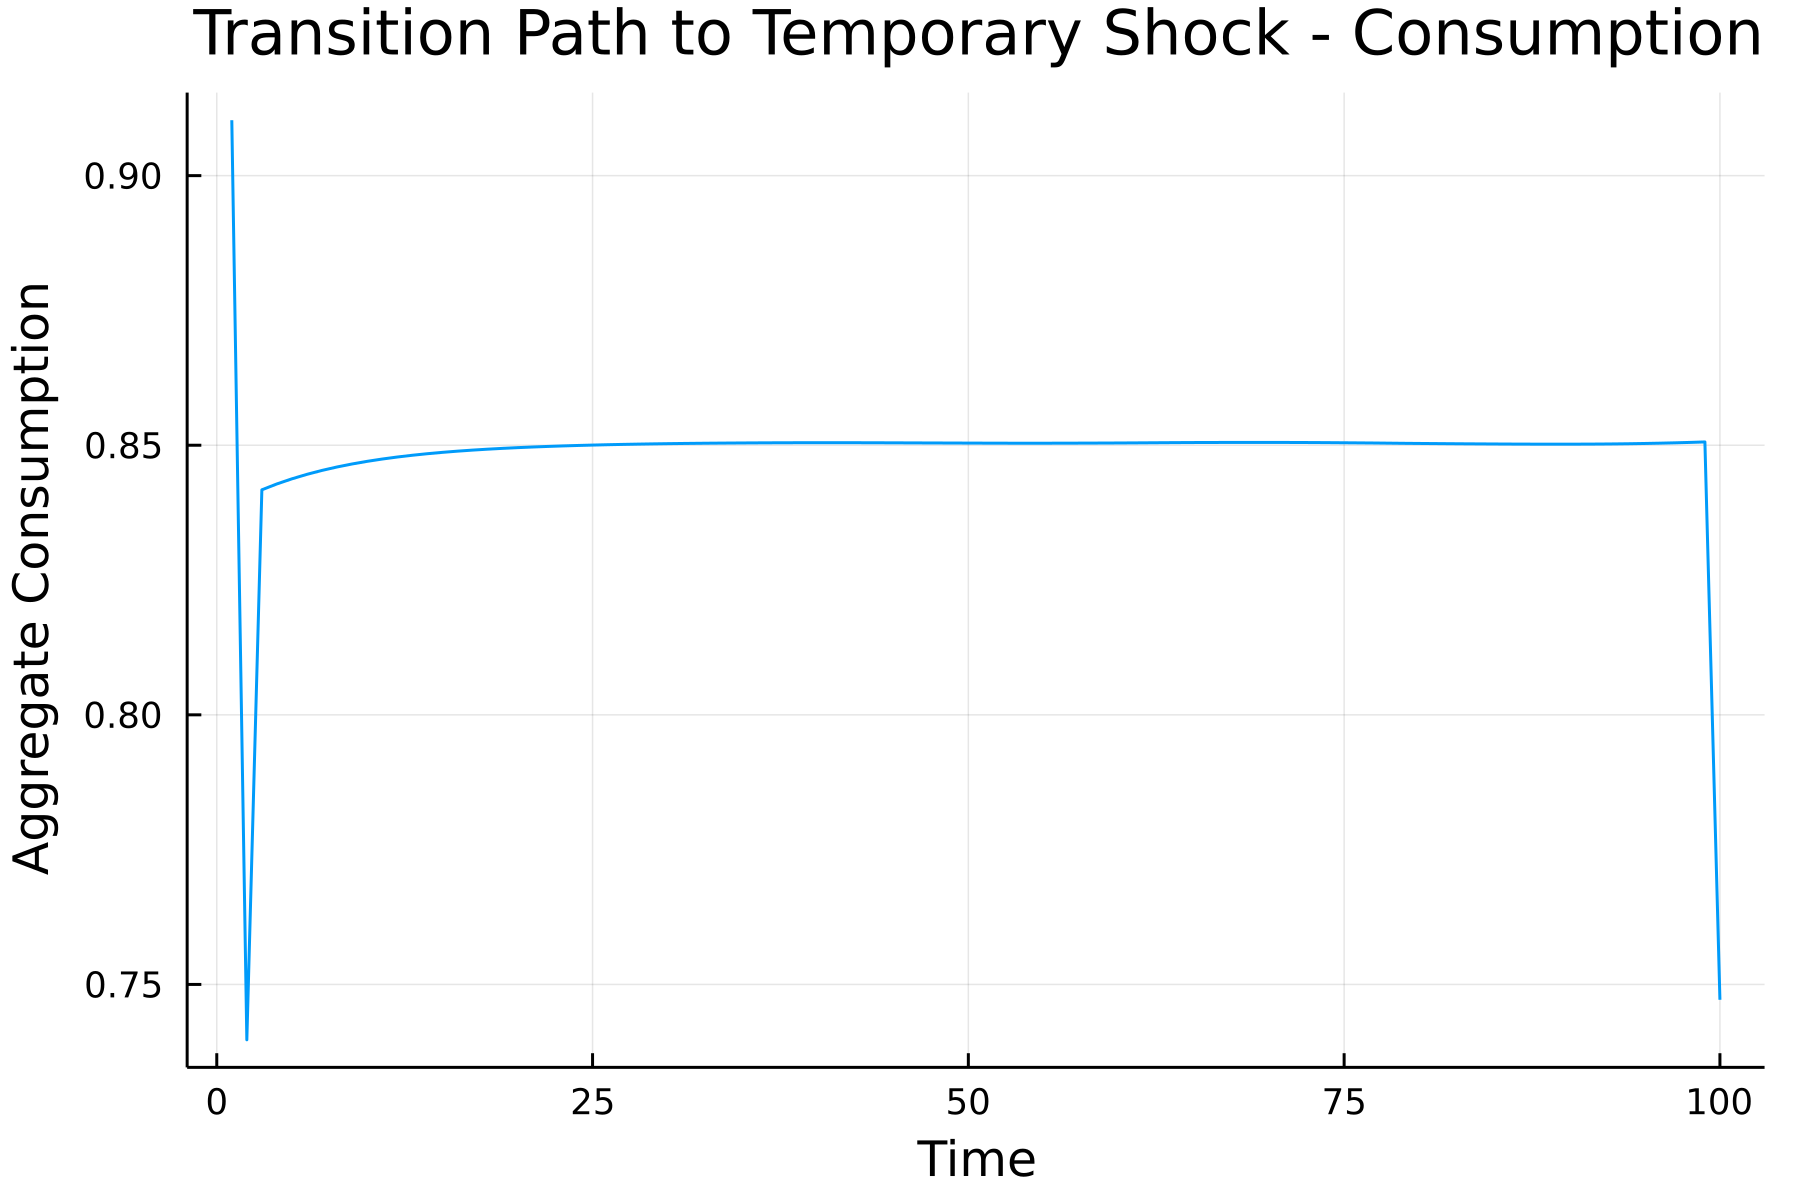 Transition Path to Temporary Shock - Consumption
Aggregate Consumption
0.90
0.85
0.80
0.75
0 25 50 75 100
Time